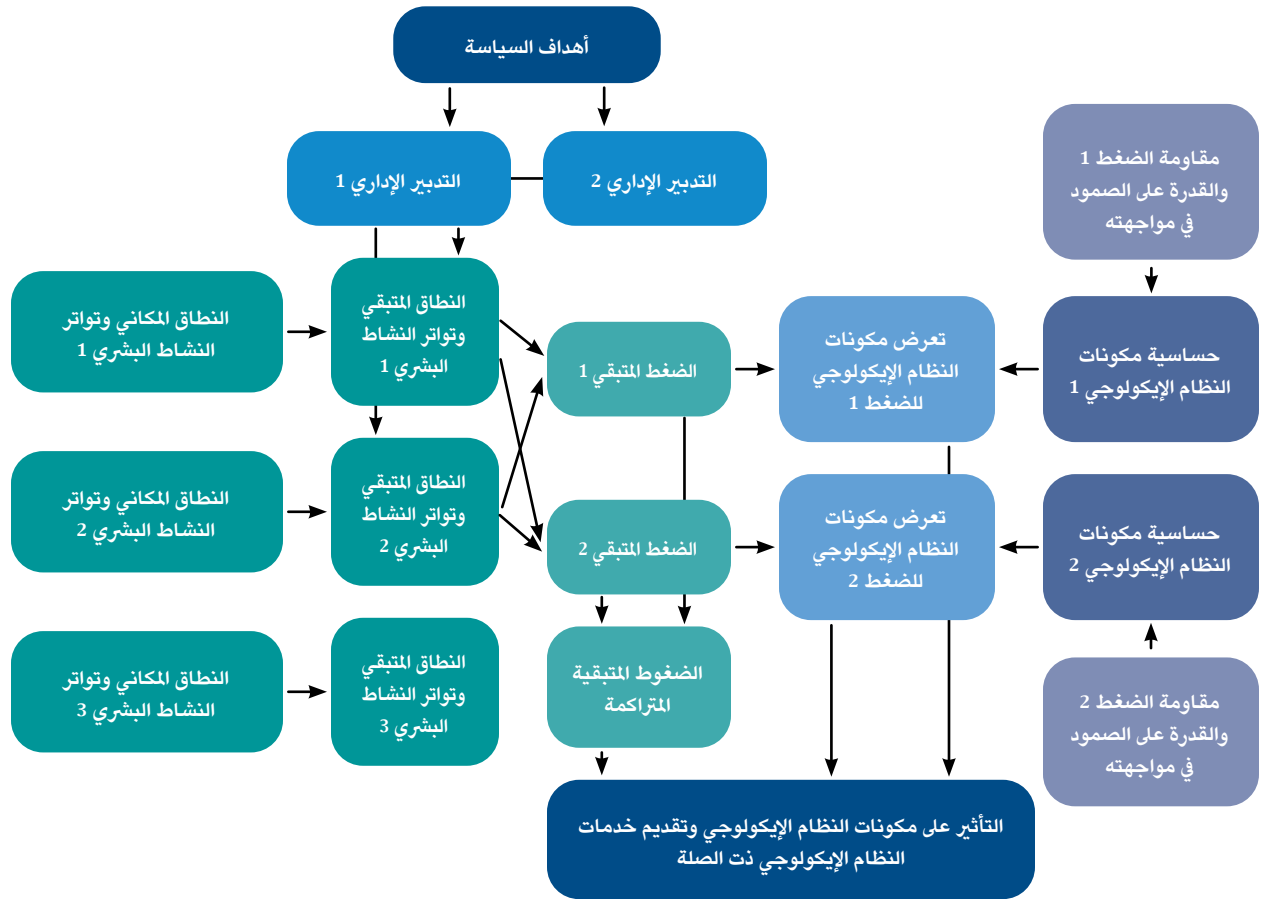 أهداف السياسة
التدبير الإداري 1
التدبير الإداري 2
مقاومة الضغط 1
والقدرة على الصمود
في مواجهته
النطاق المكاني وتواتر
النشاط البشري 1
النطاق المتبقي
وتواتر النشاط
البشري 1
الضغط المتبقي 1
تعرض مكونات
النظام الإيكولوجي
للضغط 1
حساسية مكونات
النظام الإيكولوجي 1
النطاق المكاني وتواتر
النشاط البشري 2
النطاق المتبقي
وتواتر النشاط
البشري 2
الضغط المتبقي 2
تعرض مكونات
النظام الإيكولوجي
للضغط 2
حساسية مكونات
النظام الإيكولوجي 2
النطاق المكاني وتواتر
النشاط البشري 3
النطاق المتبقي
وتواتر النشاط
البشري 3
الضغوط المتبقية
المتراكمة
مقاومة الضغط 2
والقدرة على الصمود
في مواجهته
التأثير على مكونات النظام الإيكولوجي وتقديم خدمات
النظام الإيكولوجي ذت الصلة